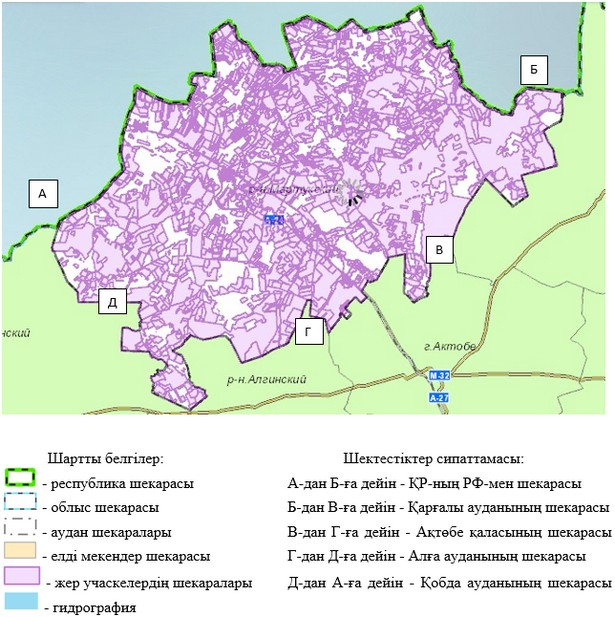 Б
А
р-н.Мартукский
А-24
В
Д
Г
нский
г.Актобе
р-н.Алгинский
М-32
А-27
Шартты белгілер:
- республика шекарасы
- облыс шекарасы
- аудан шекаралары
- елді мекендер шекарасы
- жер учаскелердің шекаралары
- гидрография
Шектестіктер сипаттамасы:
А-дан Б-ға дейін - ҚР-ның РФ-мен шекарасы
Б-дан В-ға дейін - Қарғалы ауданының шекарасы
В-дан Г-ға дейін - Ақтөбе қаласының шекарасы
Г-дан Д-ға дейін - Алға ауданының шекарасы
Д-дан А-ға дейін - Қобда ауданының шекарасы